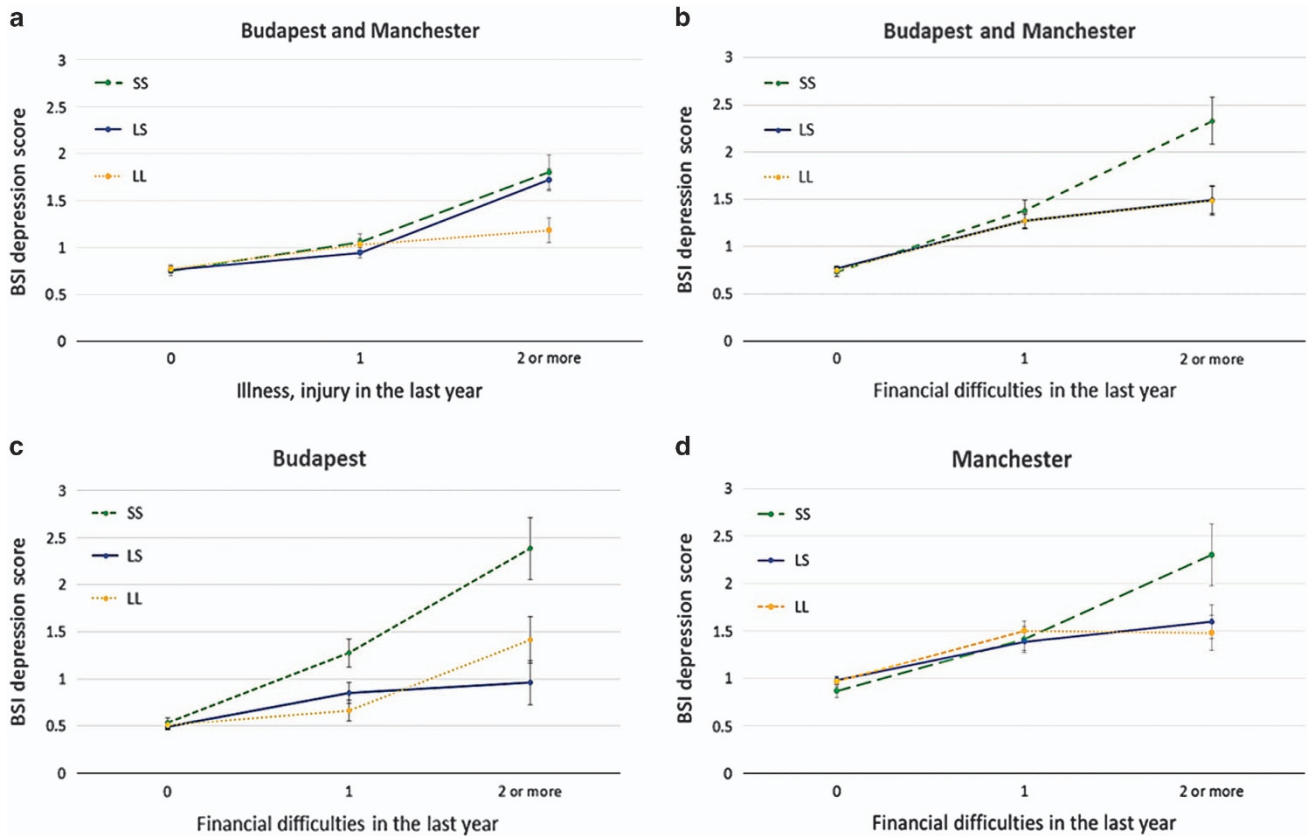 a
Budapest and Manchester
BSI depression score
3
2.5
2
1.5
1
0.5
0
SS
LS
LL
0
1
2 or more
Illness, injury in the last year
b
Budapest and Manchester
BSI depression score
3
2.5
2
1.5
1
0.5
0
SS
LS
LL
0
1
2 or more
Financial difficulties in the last year
c
Budapest
BSI depression score
3
2.5
2
1.5
1
0.5
0
SS
LS
LL
0
1
2 or more
Financial difficulties in the last year
d
Manchester
BSI depression score
3
2.5
2
1.5
1
0.5
0
SS
LS
LL
0
1
2 or more
Financial difficulties in the last year